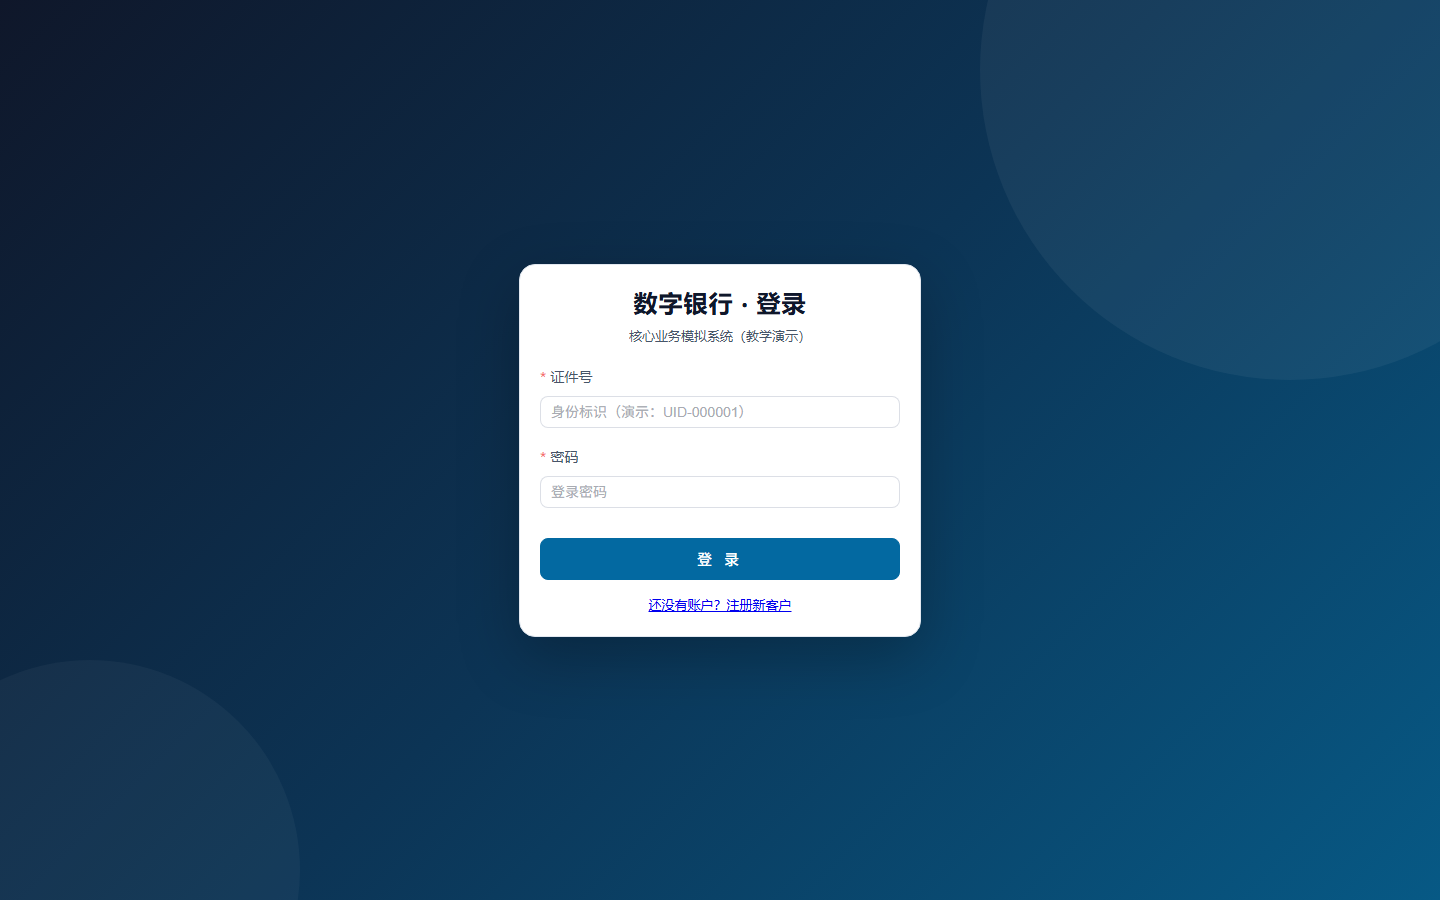 数字银行 · 登录
核心业务模拟系统（教学演示）
* 证件号
身份标识（演示：UID-000001）
* 密码
登录密码
登 录
还没有账户？注册新客户